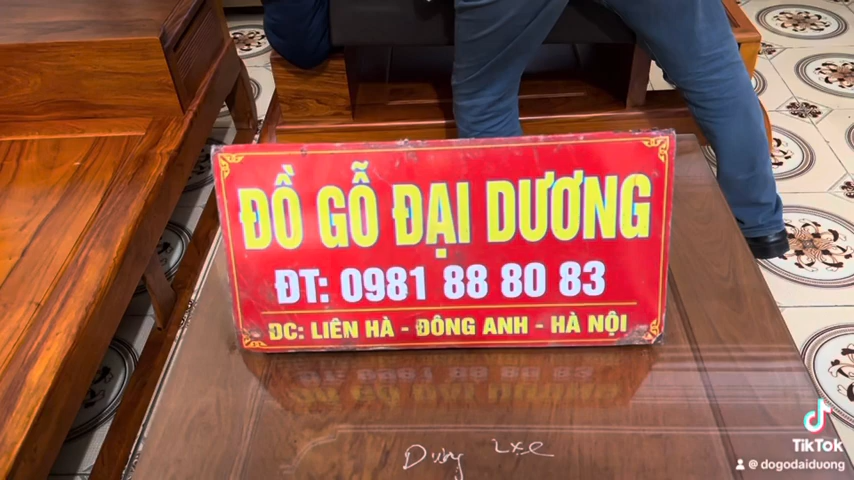 ĐỒ GỖ ĐẠI DƯƠNG
ĐT: 0981 88 80 83
ĐC: LIÊN HÀ - ĐÔNG ANH - HÀ NỘI
TikTok
@ dogodaiduong